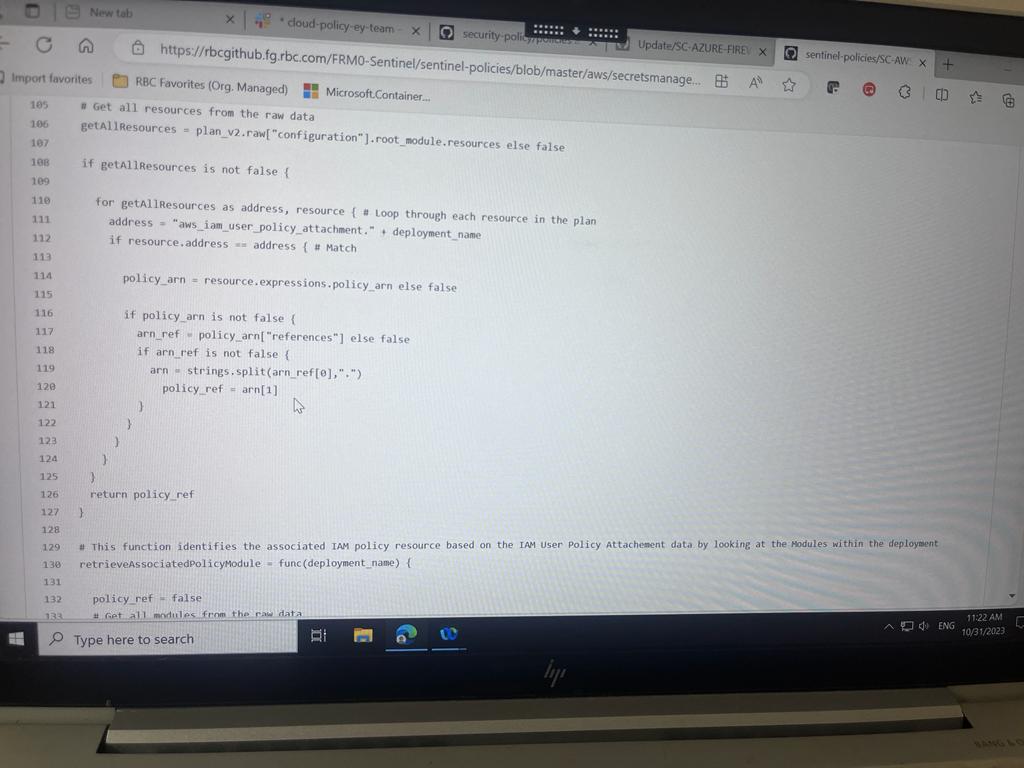 New tab
* cloud-policy-ey-team -
security-policy/policies
Update/SC-AZURE-FIREW
sentinel-policies/SC-AW
https://rbcgithub.fg.rbc.com/FRM0-Sentinel/sentinel-policies/blob/master/aws/secretsmanage...
Import favorites
RBC Favorites (Org. Managed)
Microsoft.Container...
105 # Get all resources from the raw data
106 getAllResources = plan_v2.raw["configuration"].root_module.resources else false
107
108 if getAllResources is not false {
109
110 for getAllResources as address, resource { # Loop through each resource in the plan
111 address = "aws_iam_user_policy_attachment." + deployment_name
112 if resource.address == address { # Match
113
114 policy_arn = resource.expressions.policy_arn else false
115
116 if policy_arn is not false {
117 arn_ref = policy_arn["references"] else false
118 if arn_ref is not false {
119 arn = strings.split(arn_ref[0],".")
120 policy_ref = arn[1]
121 }
122 }
123 }
124 }
125 }
126 return policy_ref
127 }
128
129 # This function identifies the associated IAM policy resource based on the IAM User Policy Attachement data by looking at the Modules within the deployment
130 retrieveAssociatedPolicyModule = func(deployment_name) {
131
132 policy_ref = false
133 # Get all modules from the raw data
Type here to search
ENG
11:22 AM
10/31/2023
hp
BANG & O